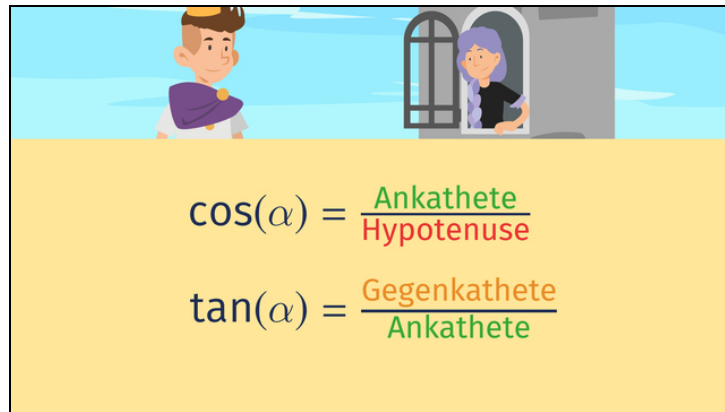 cos(α) = Ankathete / Hypotenuse
tan(α) = Gegenkathete / Ankathete